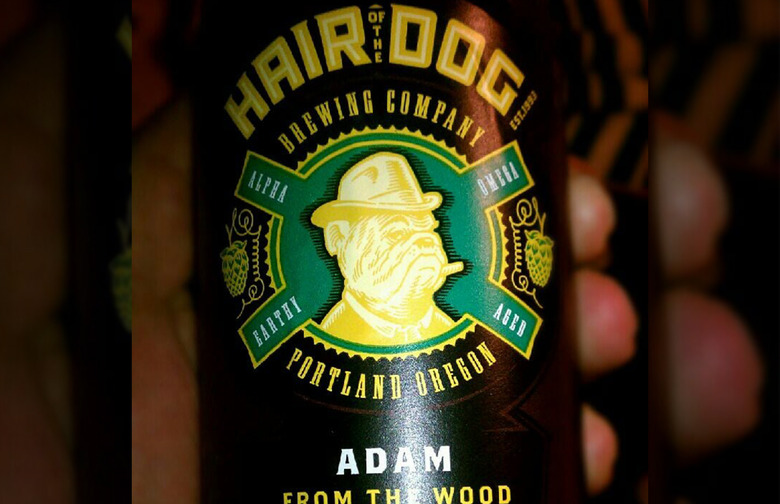 HAIR OF THE DOG
EST. 1993
BREWING COMPANY
ALPHA
OMEGA
EARTHY
AGED
PORTLAND OREGON
ADAM
FROM THE WOOD